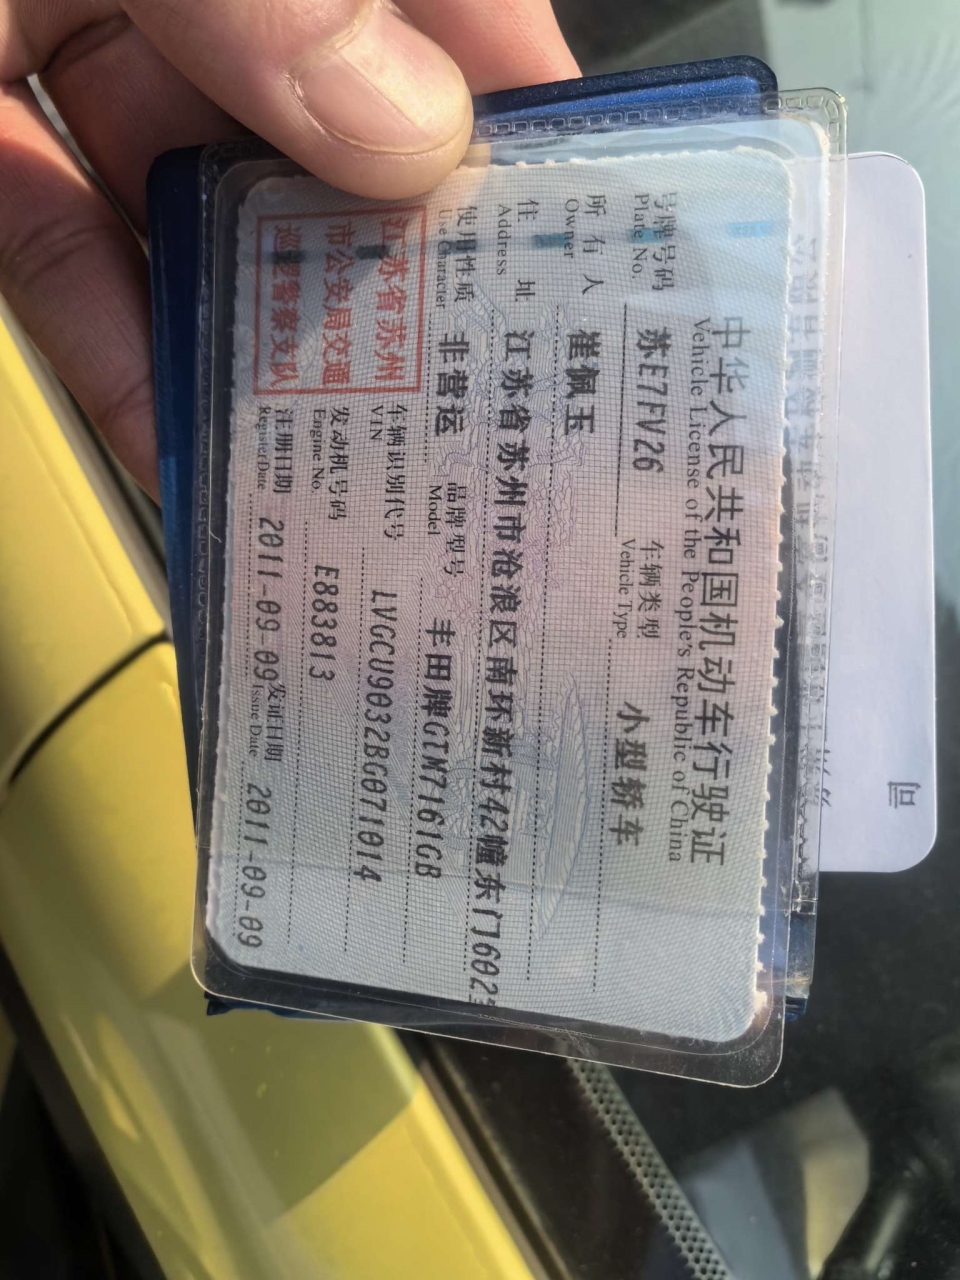 中华人民共和国机动车行驶证
Vehicle License of the People's Republic of China
号牌号码 Plate No. 苏E7FV26 车辆类型 Vehicle Type 小型轿车
所有人 Owner 崔佩玉
住址 Address 江苏省苏州市沧浪区南环新村42幢东门602
使用性质 Use Character 非营运 品牌型号 Model 丰田牌GTM7161GB
车辆识别代号 VIN LVGCU9032BG071014
发动机号码 Engine No. E883813
注册日期 Register Date 2011-09-09 发证日期 Issue Date 2011-09-09
江苏省苏州
市公安局交通
巡逻警察支队